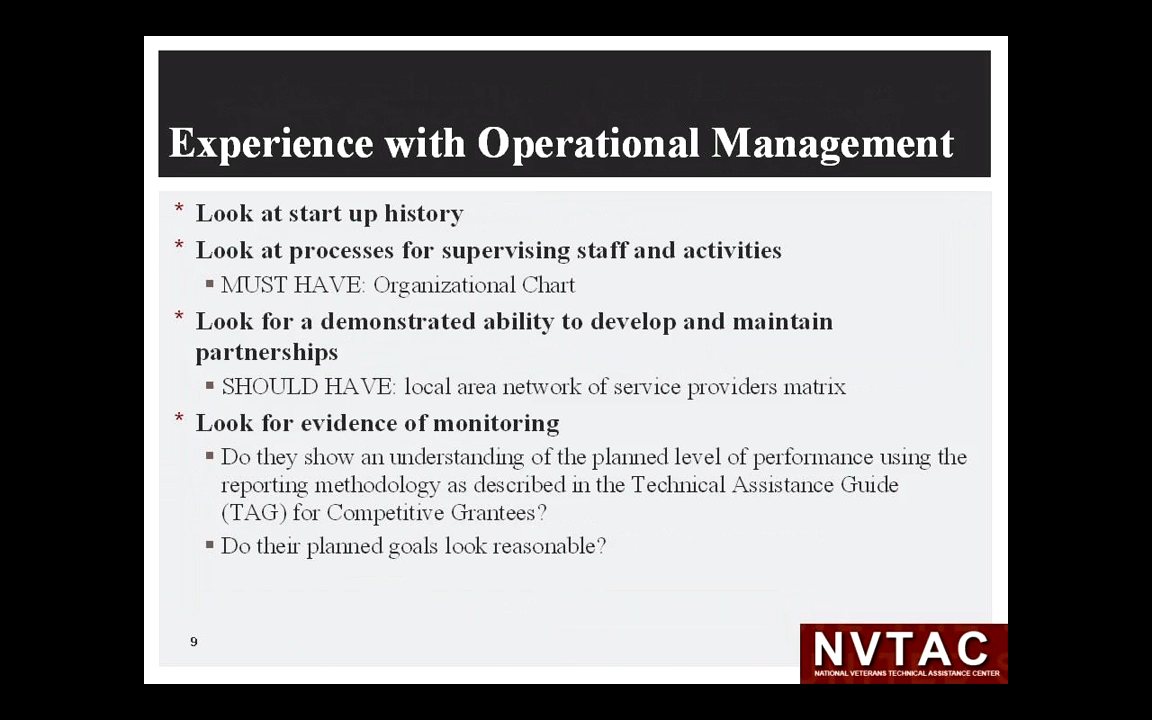 Experience with Operational Management
* Look at start up history
* Look at processes for supervising staff and activities
▪ MUST HAVE: Organizational Chart
* Look for a demonstrated ability to develop and maintain
partnerships
▪ SHOULD HAVE: local area network of service providers matrix
* Look for evidence of monitoring
▪ Do they show an understanding of the planned level of performance using the
reporting methodology as described in the Technical Assistance Guide
(TAG) for Competitive Grantees?
▪ Do their planned goals look reasonable?
9
NVTAC
NATIONAL VETERANS TECHNICAL ASSISTANCE CENTER